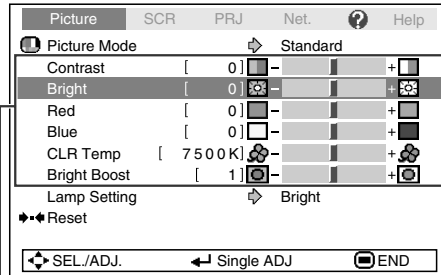 Picture SCR PRJ Net. ? Help
Picture Mode Standard
Contrast [ 0] - +
Bright [ 0] - +
Red [ 0] - +
Blue [ 0] - +
CLR Temp [ 7500K] - +
Bright Boost [ 1] - +
Lamp Setting Bright
Reset
SEL./ADJ. Single ADJ END